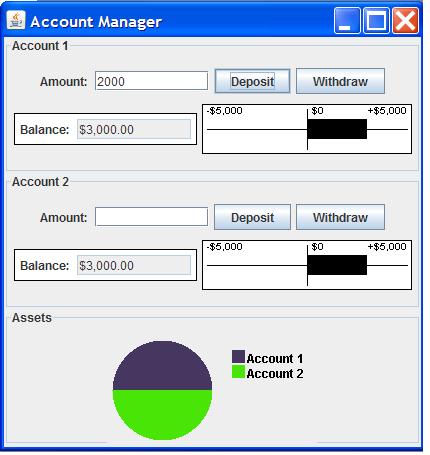 Account Manager
Account 1
Amount: 2000 Deposit Withdraw
-$5,000 $0 +$5,000
Balance: $3,000.00
Account 2
Amount: Deposit Withdraw
-$5,000 $0 +$5,000
Balance: $3,000.00
Assets
Account 1
Account 2